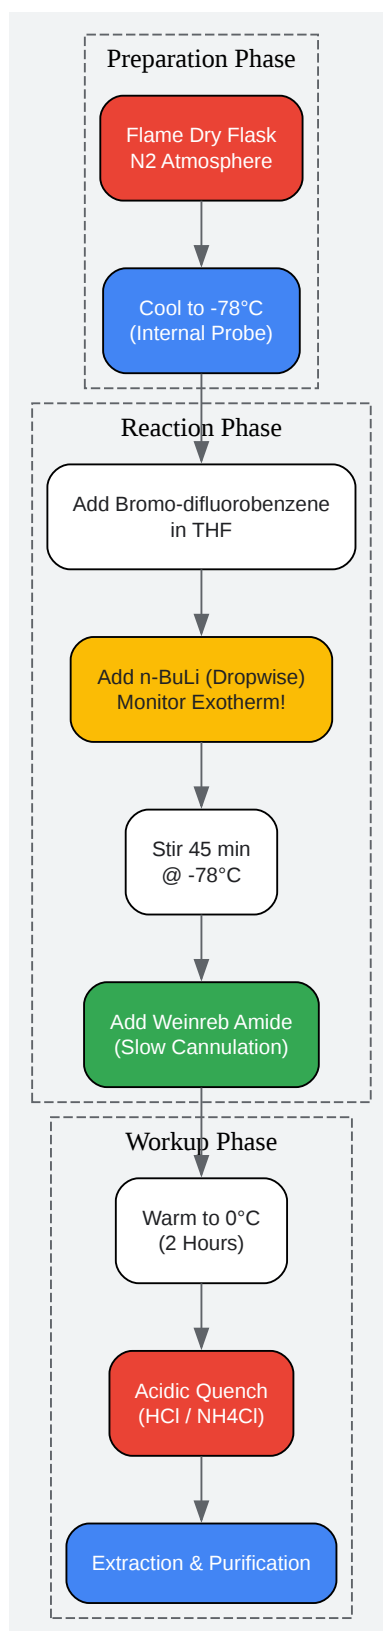 Preparation Phase
Flame Dry Flask
N2 Atmosphere
Cool to -78°C
(Internal Probe)
Reaction Phase
Add Bromo-difluorobenzene
in THF
Add n-BuLi (Dropwise)
Monitor Exotherm!
Stir 45 min
@ -78°C
Add Weinreb Amide
(Slow Cannulation)
Workup Phase
Warm to 0°C
(2 Hours)
Acidic Quench
(HCl / NH4Cl)
Extraction & Purification